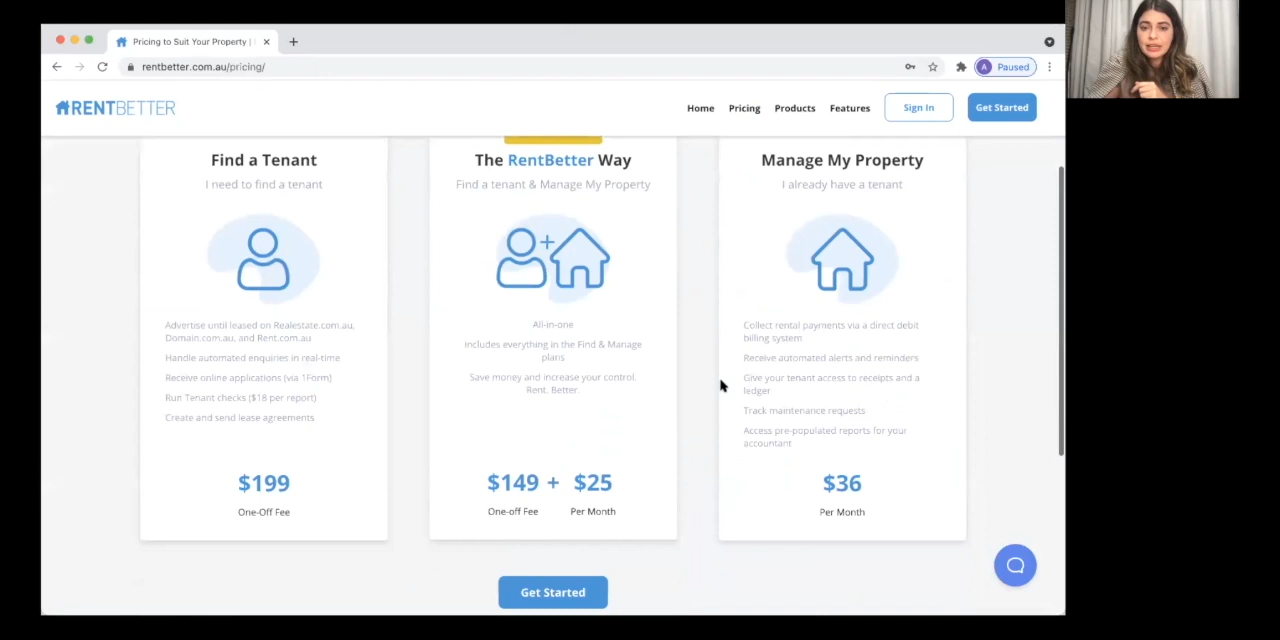 Pricing to Suit Your Property |
rentbetter.com.au/pricing/
A Paused
RENTBETTER
Home
Pricing
Products
Features
Sign In
Get Started
Find a Tenant
I need to find a tenant
Advertise until leased on Realestate.com.au,
Domain.com.au, and Rent.com.au
Handle automated enquiries in real-time
Receive online applications (via 1Form)
Run Tenant checks ($18 per report)
Create and send lease agreements
$199
One-Off Fee
The RentBetter Way
Find a tenant & Manage My Property
All-in-one
includes everything in the Find & Manage
plans
Save money and increase your control.
Rent. Better.
$149 + $25
One-off Fee Per Month
Manage My Property
I already have a tenant
Collect rental payments via a direct debit
billing system
Receive automated alerts and reminders
Give your tenant access to receipts and a
ledger
Track maintenance requests
Access pre-populated reports for your
accountant
$36
Per Month
Get Started